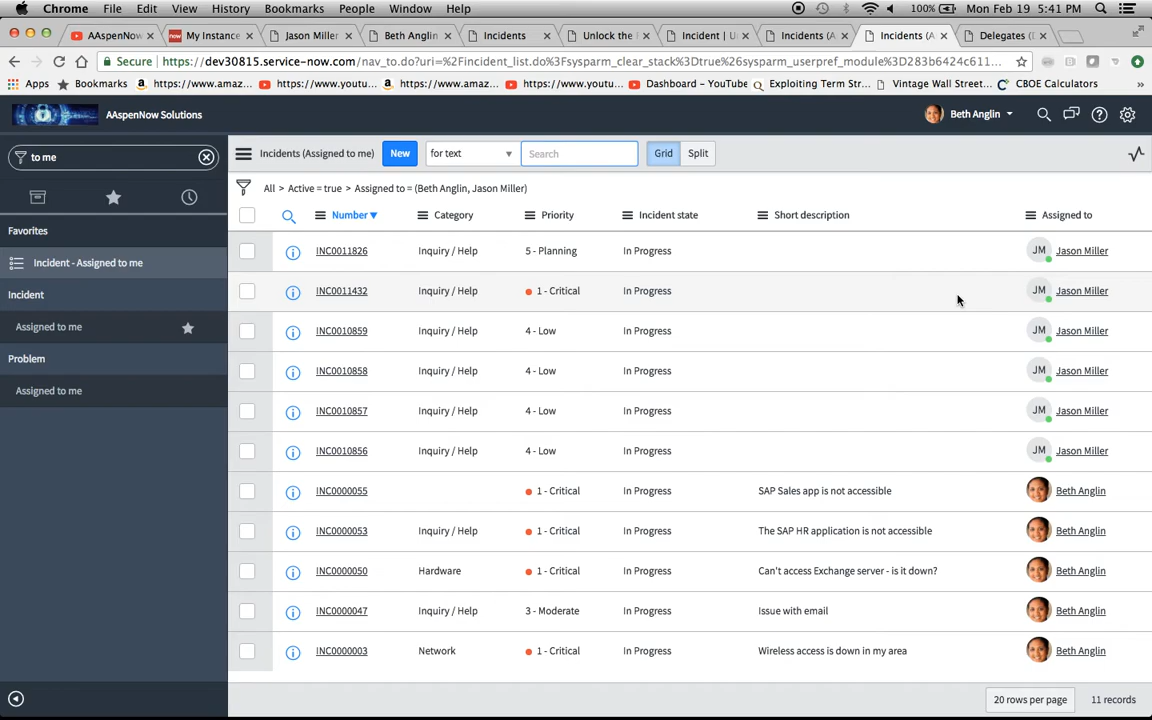 Chrome File Edit View History Bookmarks People Window Help 100% Mon Feb 19 5:41 PM
AAspenNow My Instance Jason Miller Beth Anglin Incidents Unlock the Incident | U Incidents (A Incidents (A Delegates (
Secure https://dev30815.service-now.com/nav_to.do?uri=%2Fincident_list.do%3Fsysparm_clear_stack%3Dtrue%26sysparm_userpref_module%3D283b6424c611...
Apps Bookmarks https://www.amaz... https://www.youtu... https://www.amaz... https://www.youtu... Dashboard – YouTube Exploiting Term Str... Vintage Wall Street... CBOE Calculators »
AAspenNow Solutions Beth Anglin
to me Incidents (Assigned to me) New for text Search Grid Split
All > Active = true > Assigned to = (Beth Anglin, Jason Miller)
Number Category Priority Incident state Short description Assigned to
Favorites
Incident - Assigned to me
Incident
Assigned to me
Problem
Assigned to me
INC0011826 Inquiry / Help 5 - Planning In Progress JM Jason Miller
INC0011432 Inquiry / Help 1 - Critical In Progress JM Jason Miller
INC0010859 Inquiry / Help 4 - Low In Progress JM Jason Miller
INC0010858 Inquiry / Help 4 - Low In Progress JM Jason Miller
INC0010857 Inquiry / Help 4 - Low In Progress JM Jason Miller
INC0010856 Inquiry / Help 4 - Low In Progress JM Jason Miller
INC0000055 1 - Critical In Progress SAP Sales app is not accessible Beth Anglin
INC0000053 Inquiry / Help 1 - Critical In Progress The SAP HR application is not accessible Beth Anglin
INC0000050 Hardware 1 - Critical In Progress Can't access Exchange server - is it down? Beth Anglin
INC0000047 Inquiry / Help 3 - Moderate In Progress Issue with email Beth Anglin
INC0000003 Network 1 - Critical In Progress Wireless access is down in my area Beth Anglin
20 rows per page 11 records